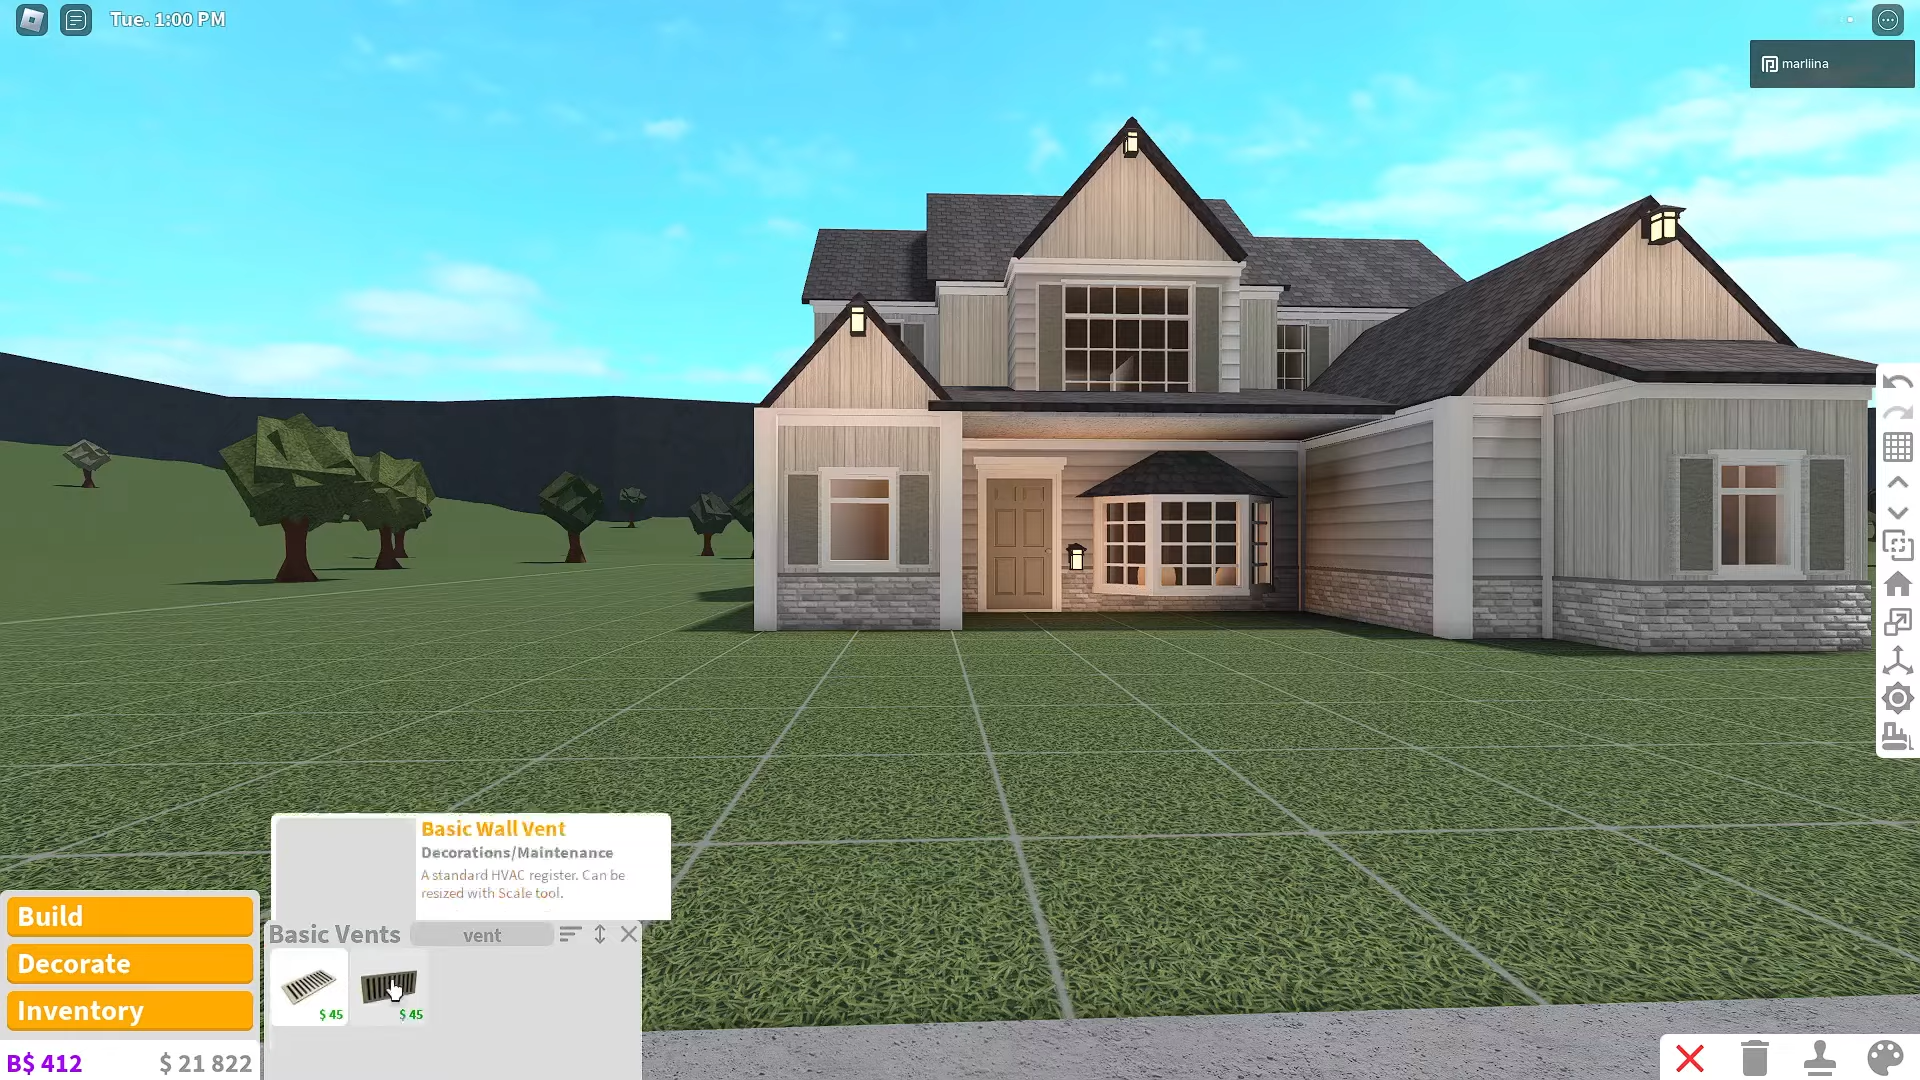 Tue. 1:00 PM
marliina
Basic Wall Vent
Decorations/Maintenance
A standard HVAC register. Can be
resized with Scale tool.
Build
Decorate
Inventory
Basic Vents
vent
$ 45
$ 45
B$ 412
$ 21 822